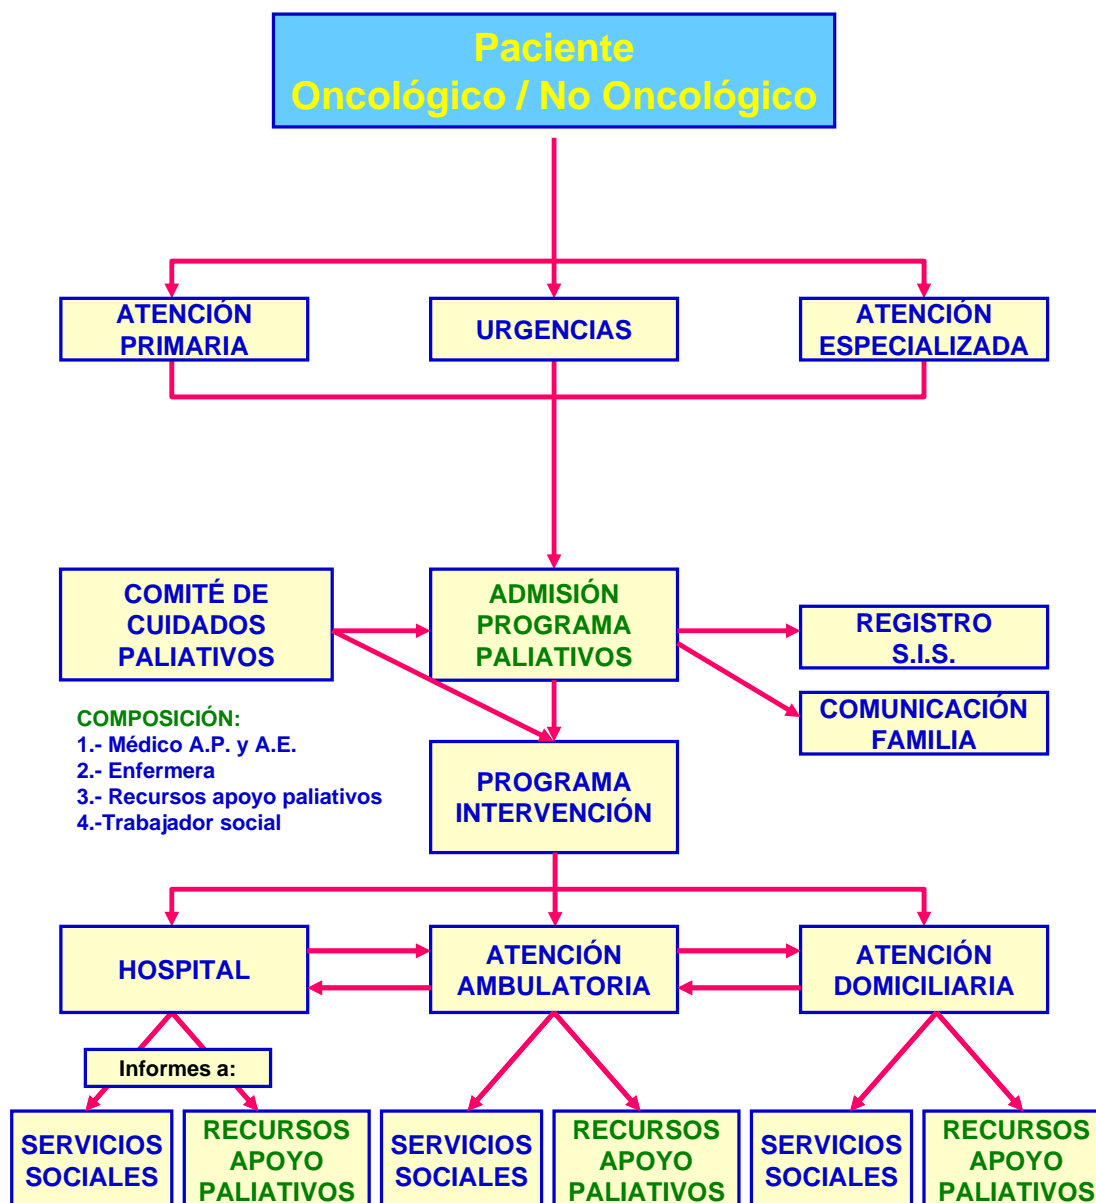 Paciente
Oncológico / No Oncológico
ATENCIÓN
PRIMARIA
URGENCIAS
ATENCIÓN
ESPECIALIZADA
COMITÉ DE
CUIDADOS
PALIATIVOS
ADMISIÓN
PROGRAMA
PALIATIVOS
REGISTRO
S.I.S.
COMUNICACIÓN
FAMILIA
COMPOSICIÓN:
1.- Médico A.P. y A.E.
2.- Enfermera
3.- Recursos apoyo paliativos
4.-Trabajador social
PROGRAMA
INTERVENCIÓN
HOSPITAL
ATENCIÓN
AMBULATORIA
ATENCIÓN
DOMICILIARIA
Informes a:
SERVICIOS
SOCIALES
RECURSOS
APOYO
PALIATIVOS
SERVICIOS
SOCIALES
RECURSOS
APOYO
PALIATIVOS
SERVICIOS
SOCIALES
RECURSOS
APOYO
PALIATIVOS